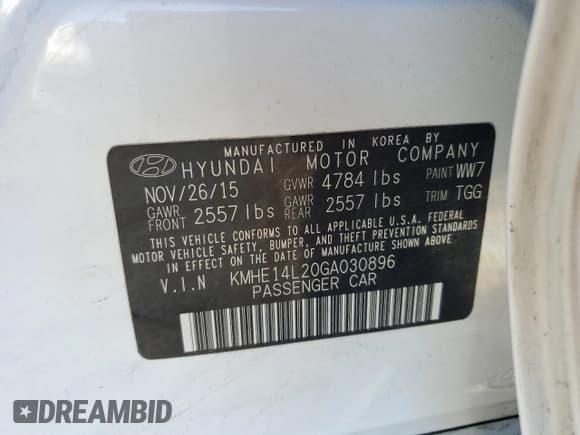 MANUFACTURED IN KOREA BY
HYUNDAI MOTOR COMPANY
NOV/26/15 GVWR 4784 lbs PAINT WW7
GAWR FRONT 2557 lbs GAWR REAR 2557 lbs TRIM TGG
THIS VEHICLE CONFORMS TO ALL APPLICABLE U.S.A. FEDERAL
MOTOR VEHICLE SAFETY, BUMPER, AND THEFT PREVENTION STANDARDS
IN EFFECT ON THE DATE OF MANUFACTURE SHOWN ABOVE.
V.I.N KMHE14L20GA030896
PASSENGER CAR
DREAMBID